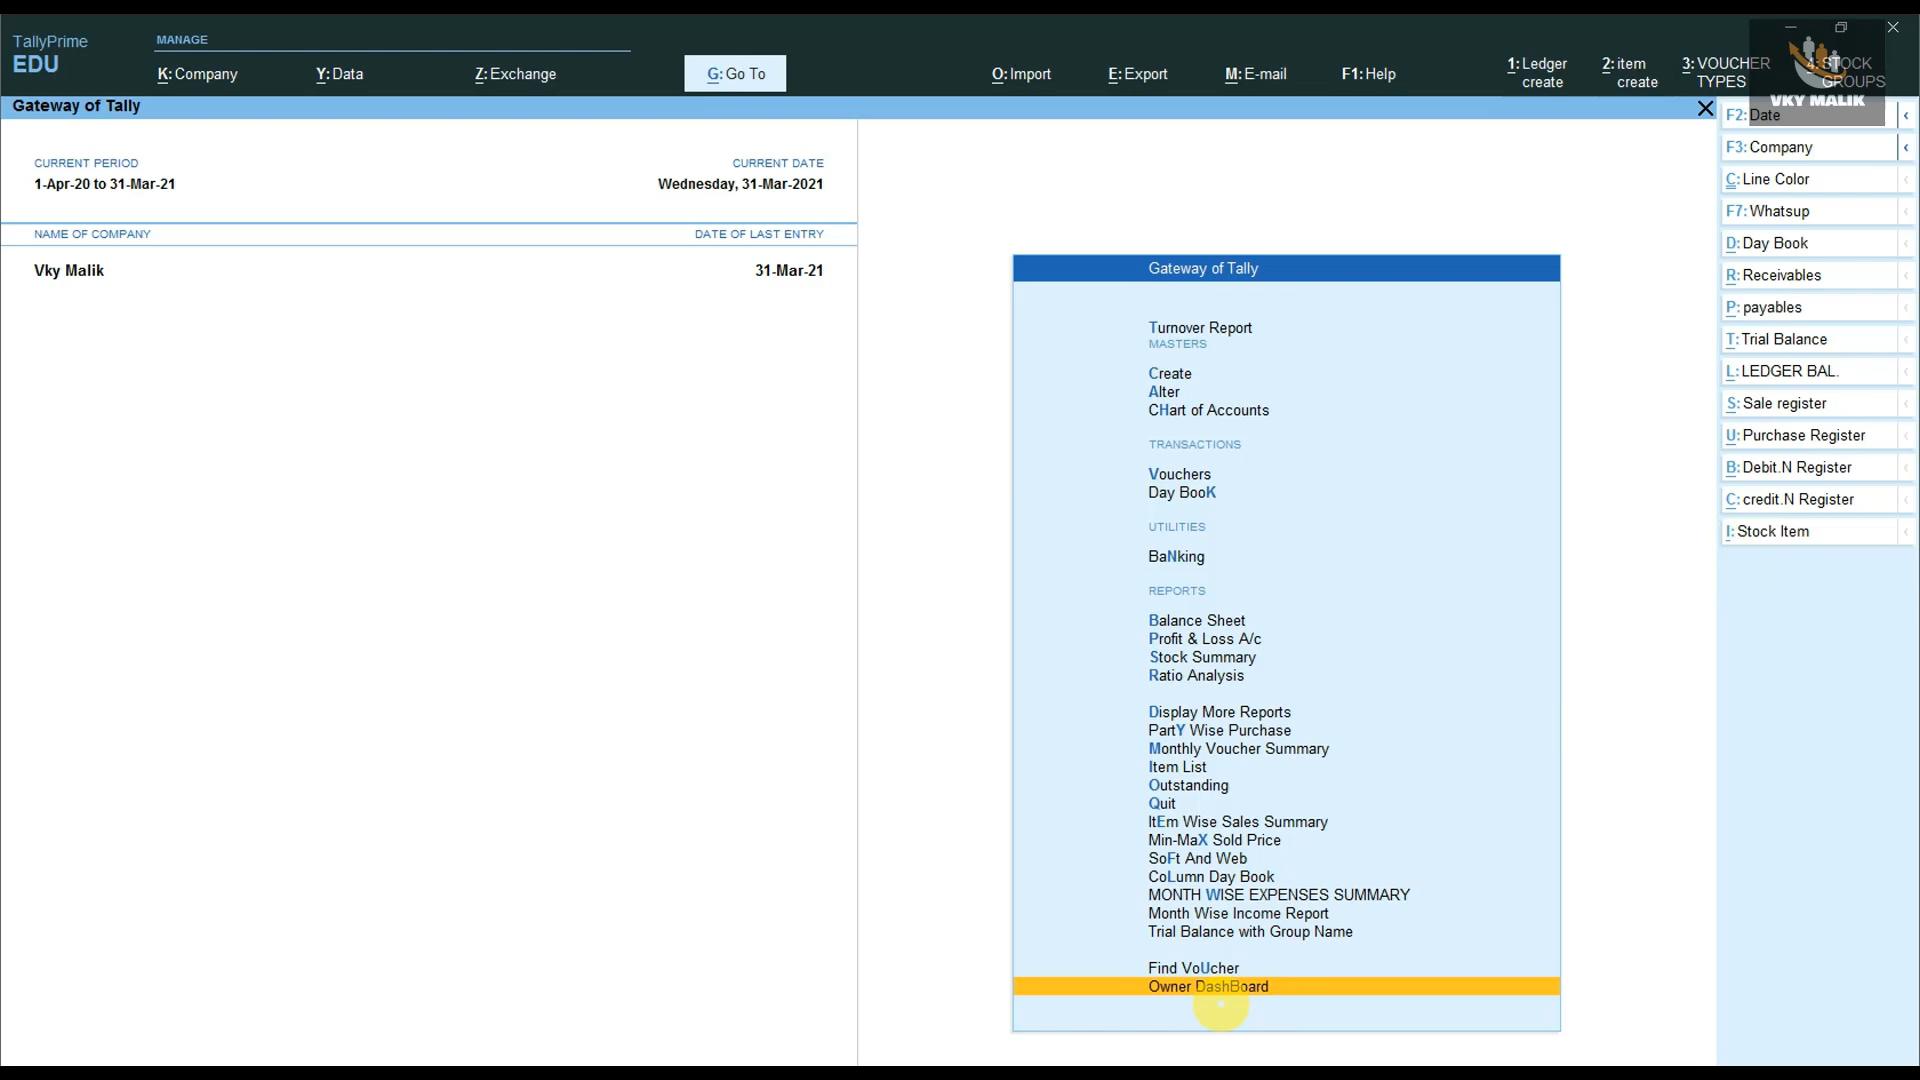 TallyPrime
EDU
MANAGE
K: Company
Y: Data
Z: Exchange
G: Go To
O: Import
E: Export
M: E-mail
F1: Help
1: Ledger create
2: item create
3: VOUCHER TYPES
4: STOCK GROUPS
VKY MALIK
Gateway of Tally
CURRENT PERIOD
1-Apr-20 to 31-Mar-21
CURRENT DATE
Wednesday, 31-Mar-2021
NAME OF COMPANY
DATE OF LAST ENTRY
Vky Malik
31-Mar-21
Gateway of Tally
Turnover Report
MASTERS
Create
Alter
CHart of Accounts
TRANSACTIONS
Vouchers
Day BooK
UTILITIES
BaNking
REPORTS
Balance Sheet
Profit & Loss A/c
Stock Summary
Ratio Analysis
Display More Reports
PartY Wise Purchase
Monthly Voucher Summary
Item List
Outstanding
Quit
ItEm Wise Sales Summary
Min-MaX Sold Price
SoFt And Web
CoLumn Day Book
MONTH WISE EXPENSES SUMMARY
Month Wise Income Report
Trial Balance with Group Name
Find VoUcher
Owner DashBoard
F2: Date
F3: Company
C: Line Color
F7: Whatsup
D: Day Book
R: Receivables
P: payables
T: Trial Balance
L: LEDGER BAL.
S: Sale register
U: Purchase Register
B: Debit.N Register
C: credit.N Register
I: Stock Item